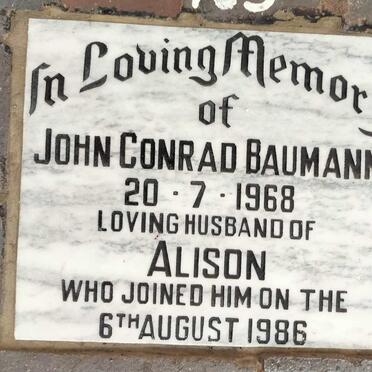 In Loving Memory
of
JOHN CONRAD BAUMANN
20 · 7 · 1968
LOVING HUSBAND OF
ALISON
WHO JOINED HIM ON THE
6TH AUGUST 1986